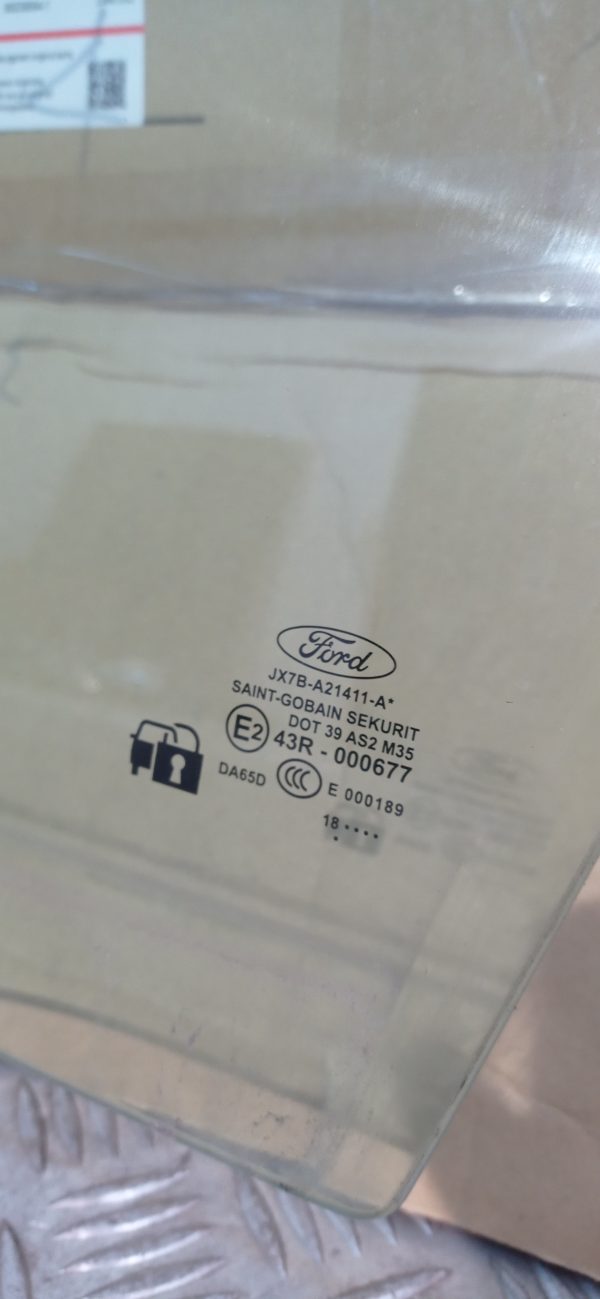 Ford
JX7B-A21411-A*
SAINT-GOBAIN SEKURIT
DOT 39 AS2 M35
E2 43R - 000677
DA65D CCC E 000189
18 ••••
•